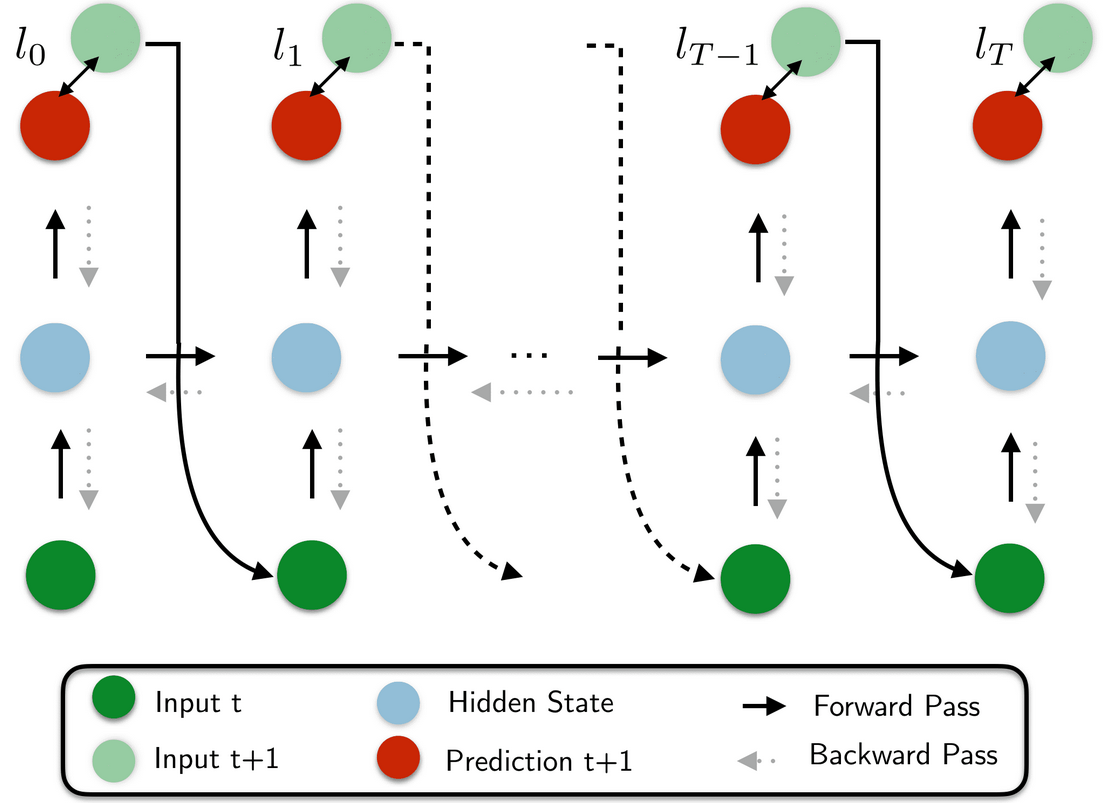 l_0 l_1 l_{T−1} l_T
...
Input t Hidden State Forward Pass
Input t+1 Prediction t+1 Backward Pass